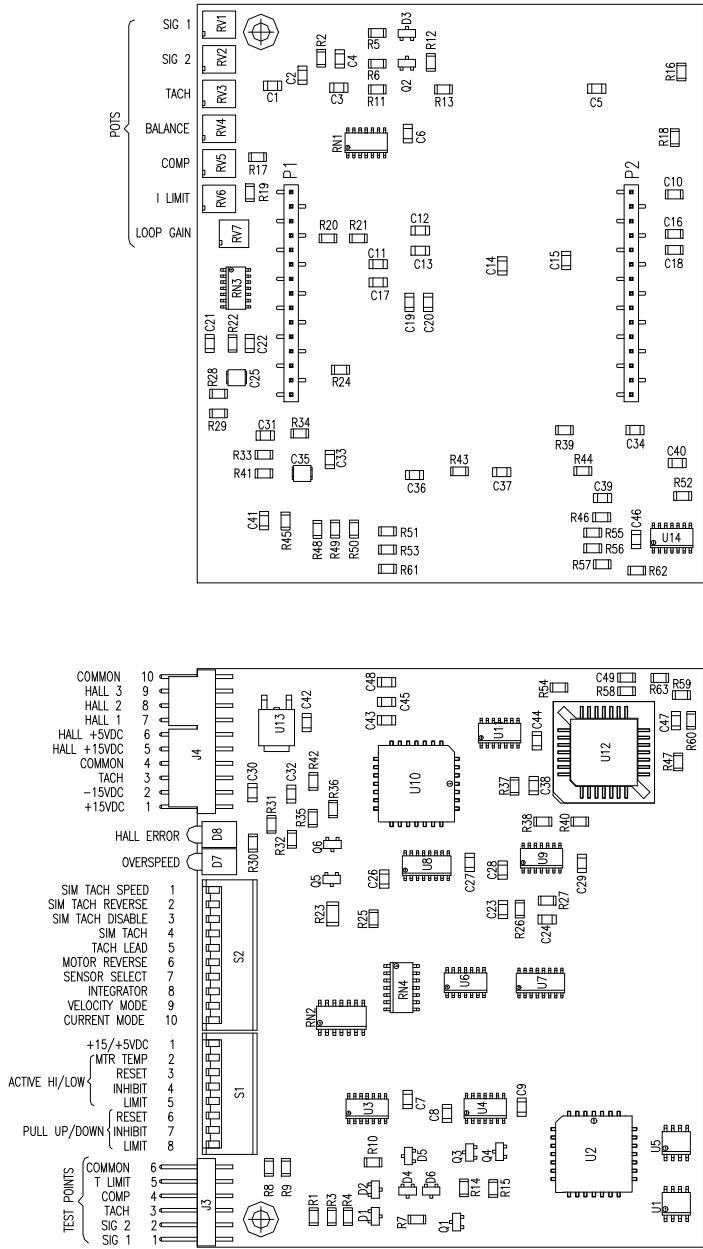 SIG 1 RV1
SIG 2 RV2
TACH RV3
BALANCE RV4
COMP RV5
I LIMIT RV6
LOOP GAIN RV7
POTS
R2
C4
R5
D3
R12
R6
Q2
C2
C1
C3
R11
R13
C5
R16
RN1
C6
R18
R17
R19
P1
P2
C10
R20
R21
C12
C16
C13
C18
C11
C14
C15
C17
RN3
C19
C20
C21
R22
C22
R24
R28
C25
R29
C31
R34
R39
C34
R33
C35
C33
R43
R44
C40
R41
C36
C37
C39
R52
C41
R45
R48
R49
R50
R51
R46
R55
C46
U14
R53
R56
R61
R57
R62
COMMON 10
HALL 3 9
HALL 2 8
HALL 1 7
HALL +5VDC 6
HALL +15VDC 5
COMMON 4
TACH 3
-15VDC 2
+15VDC 1
J4
HALL ERROR D8
OVERSPEED D7
U13
C42
C48
C45
C43
R54
C49
R63
R58
R59
U11
C44
U12
C47
R60
R47
U10
C30
C32
R42
R36
R31
R35
R32
R30
Q6
Q5
R37
C38
R38
R40
U8
C26
C27
C28
U9
C29
SIM TACH SPEED 1
SIM TACH REVERSE 2
SIM TACH DISABLE 3
SIM TACH 4
TACH LEAD 5
MOTOR REVERSE 6
SENSOR SELECT 7
INTEGRATOR 8
VELOCITY MODE 9
CURRENT MODE 10
S2
R23
R25
C23
R26
R27
C24
RN4
U6
U7
RN2
+15/+5VDC 1
MTR TEMP 2
RESET 3
INHIBIT 4
LIMIT 5
RESET 6
INHIBIT 7
LIMIT 8
ACTIVE HI/LOW
PULL UP/DOWN
S1
U3
C7
C8
U4
C9
U2
U5
U1
R10
D5
Q3
Q4
COMMON 6
T LIMIT 5
COMP 4
TACH 3
SIG 2 2
SIG 1 1
TEST POINTS
J3
R8
R9
R1
R3
R4
D2
D4
D6
R14
R15
D1
R7
Q1